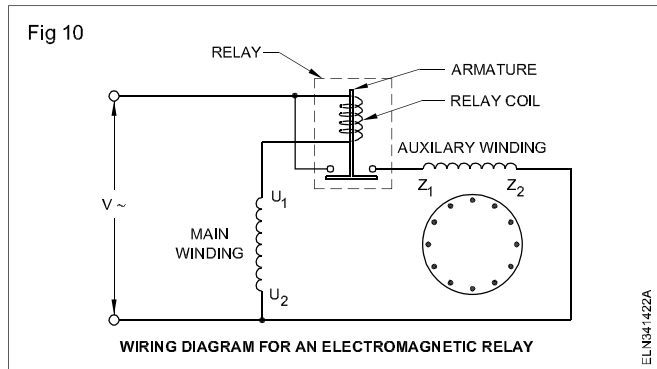 Fig 10
RELAY
ARMATURE
RELAY COIL
AUXILARY WINDING
Z1 Z2
V ~
U1
MAIN
WINDING
U2
WIRING DIAGRAM FOR AN ELECTROMAGNETIC RELAY
ELN341422A